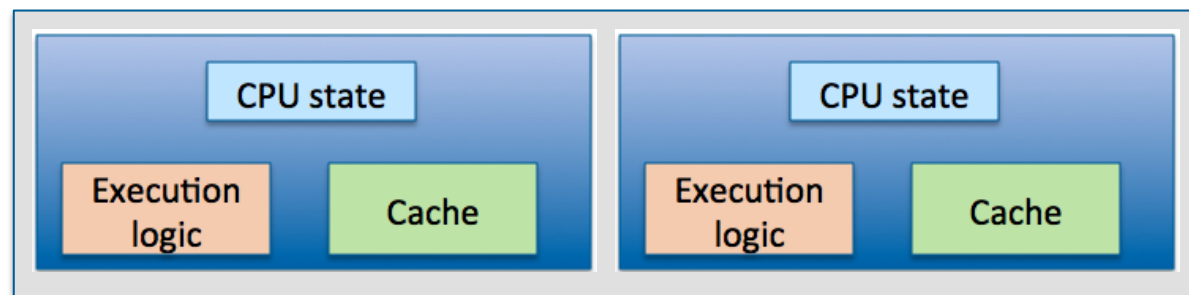 CPU state
Execution
logic
Cache
CPU state
Execution
logic
Cache